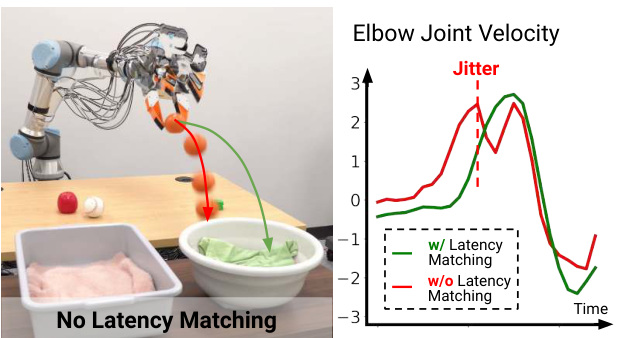 No Latency Matching
Elbow Joint Velocity
Jitter
3
2
1
0
−1
−2
−3
w/ Latency
Matching
w/o Latency
Matching
Time